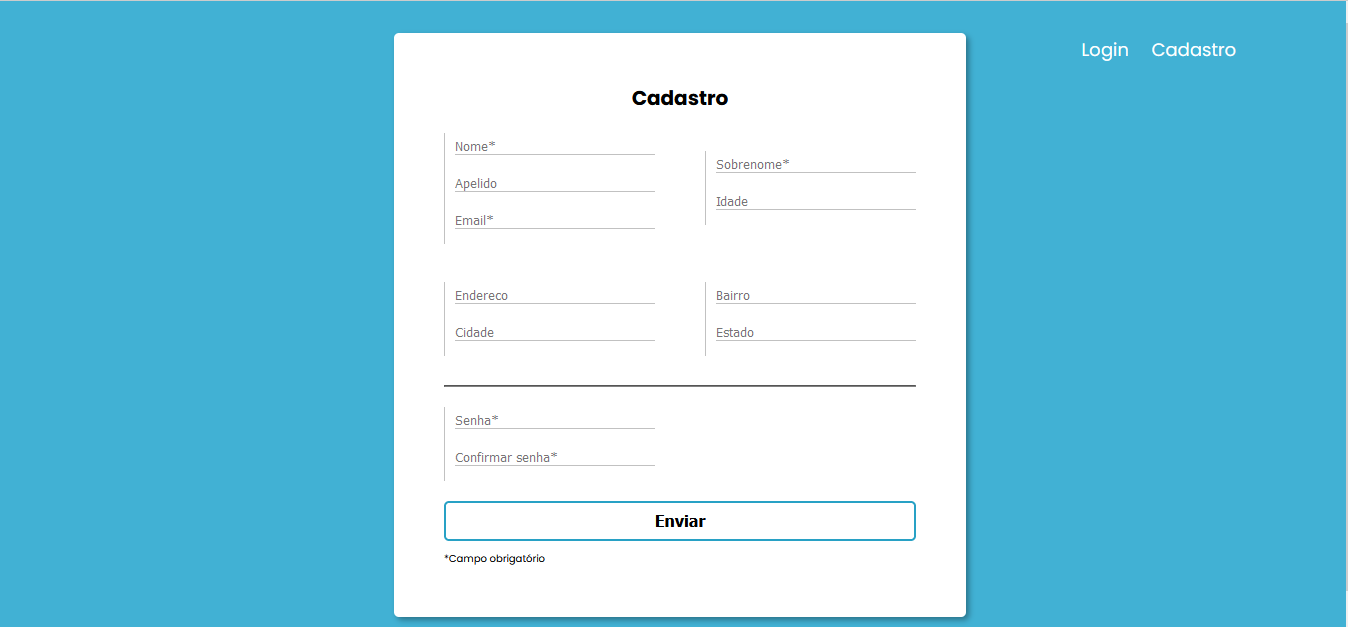 Login Cadastro
Cadastro
Nome*
Apelido
Email*
Sobrenome*
Idade
Endereco
Cidade
Bairro
Estado
Senha*
Confirmar senha*
Enviar
*Campo obrigatório